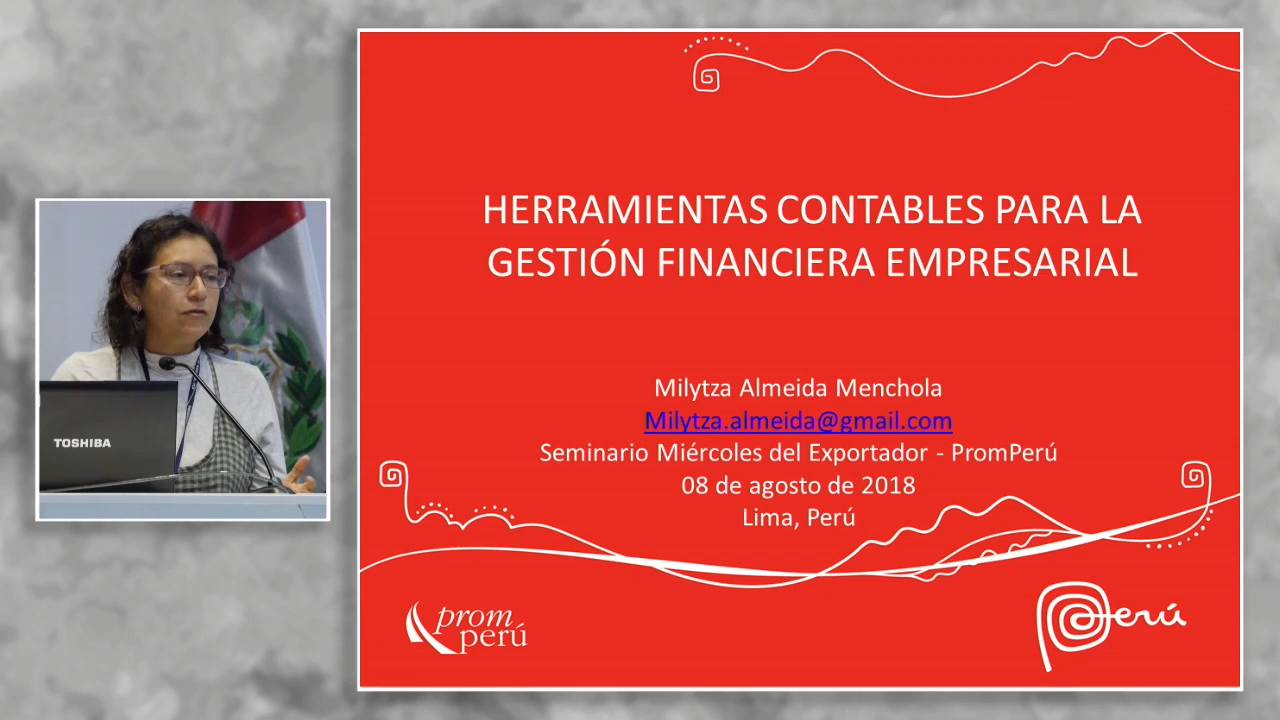 HERRAMIENTAS CONTABLES PARA LA
GESTIÓN FINANCIERA EMPRESARIAL
Milytza Almeida Menchola
Milytza.almeida@gmail.com
Seminario Miércoles del Exportador - PromPerú
08 de agosto de 2018
Lima, Perú
TOSHIBA
prom
perú
Perú